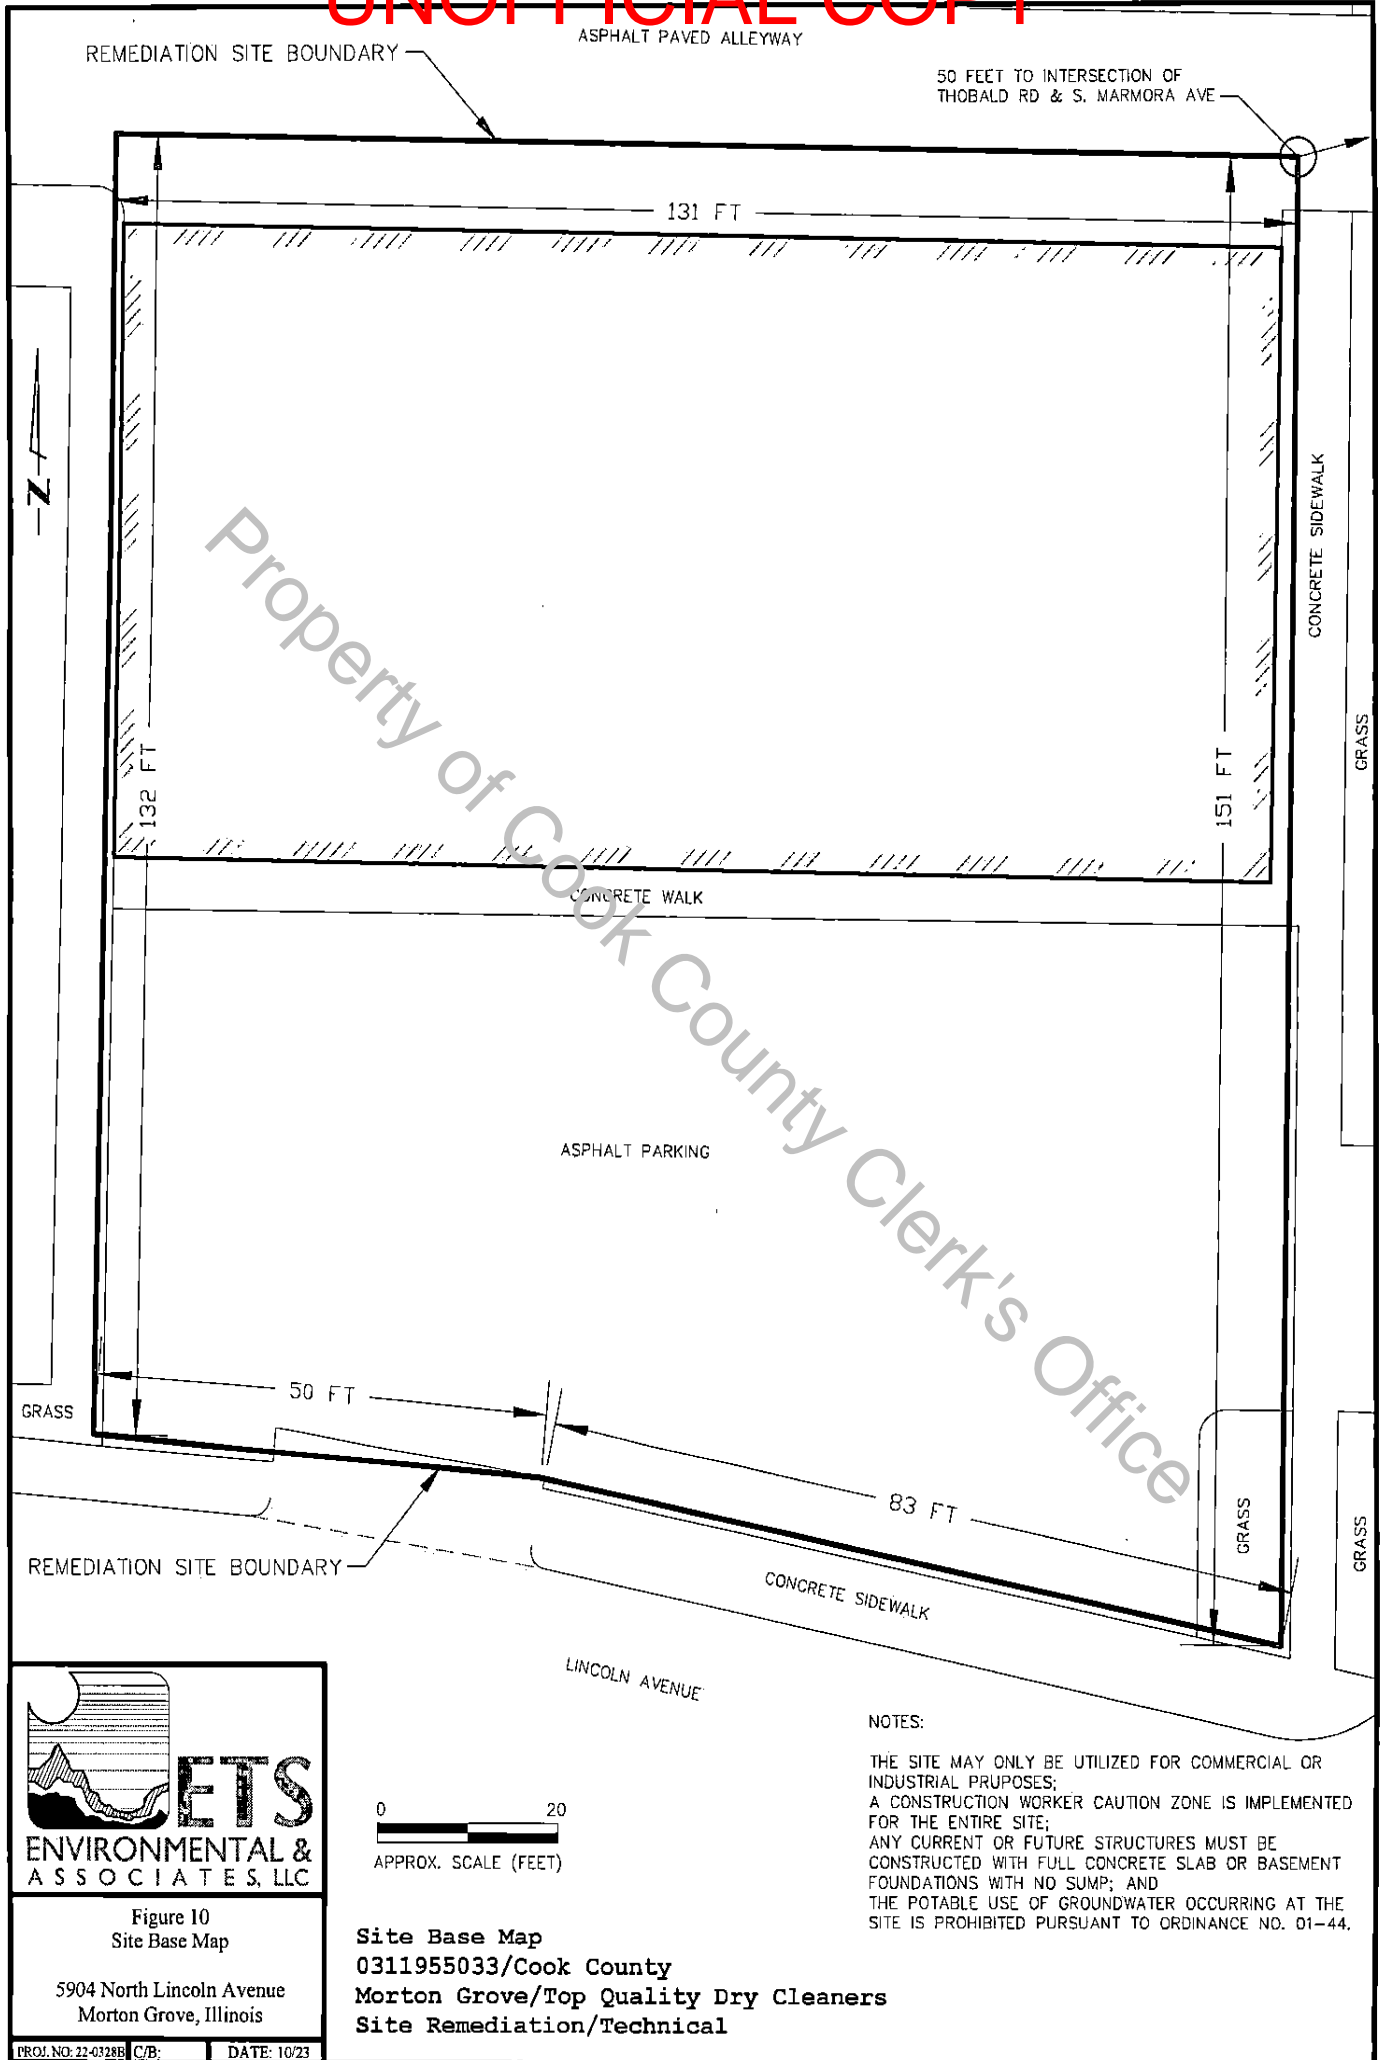 UNOFFICIAL COPY
ASPHALT PAVED ALLEYWAY
REMEDIATION SITE BOUNDARY
50 FEET TO INTERSECTION OF
THOBALD RD & S. MARMORA AVE
131 FT
N
CONCRETE SIDEWALK
GRASS
132 FT
151 FT
CONCRETE WALK
Property of Cook County Clerk's Office
ASPHALT PARKING
50 FT
GRASS
83 FT
GRASS
GRASS
REMEDIATION SITE BOUNDARY
CONCRETE SIDEWALK
LINCOLN AVENUE
NOTES:
THE SITE MAY ONLY BE UTILIZED FOR COMMERCIAL OR
INDUSTRIAL PRUPOSES;
A CONSTRUCTION WORKER CAUTION ZONE IS IMPLEMENTED
FOR THE ENTIRE SITE;
ANY CURRENT OR FUTURE STRUCTURES MUST BE
CONSTRUCTED WITH FULL CONCRETE SLAB OR BASEMENT
FOUNDATIONS WITH NO SUMP; AND
THE POTABLE USE OF GROUNDWATER OCCURRING AT THE
SITE IS PROHIBITED PURSUANT TO ORDINANCE NO. 01-44.
ETS
ENVIRONMENTAL &
ASSOCIATES, LLC
0 20
APPROX. SCALE (FEET)
Figure 10
Site Base Map
5904 North Lincoln Avenue
Morton Grove, Illinois
PROJ. NO: 22-0328B C/B: DATE: 10/23
Site Base Map
0311955033/Cook County
Morton Grove/Top Quality Dry Cleaners
Site Remediation/Technical